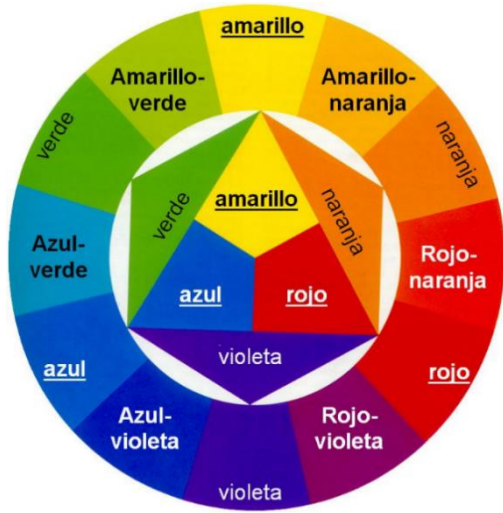 amarillo
Amarillo-
verde
Amarillo-
naranja
verde
naranja
amarillo
verde
naranja
Azul-
verde
Rojo-
naranja
azul
rojo
azul
rojo
violeta
Azul-
violeta
Rojo-
violeta
violeta